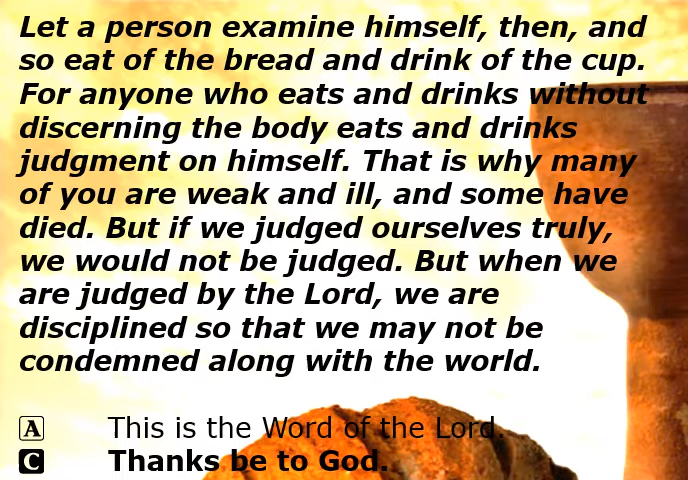 Let a person examine himself, then, and
so eat of the bread and drink of the cup.
For anyone who eats and drinks without
discerning the body eats and drinks
judgment on himself. That is why many
of you are weak and ill, and some have
died. But if we judged ourselves truly,
we would not be judged. But when we
are judged by the Lord, we are
disciplined so that we may not be
condemned along with the world.
A This is the Word of the Lord.
C Thanks be to God.